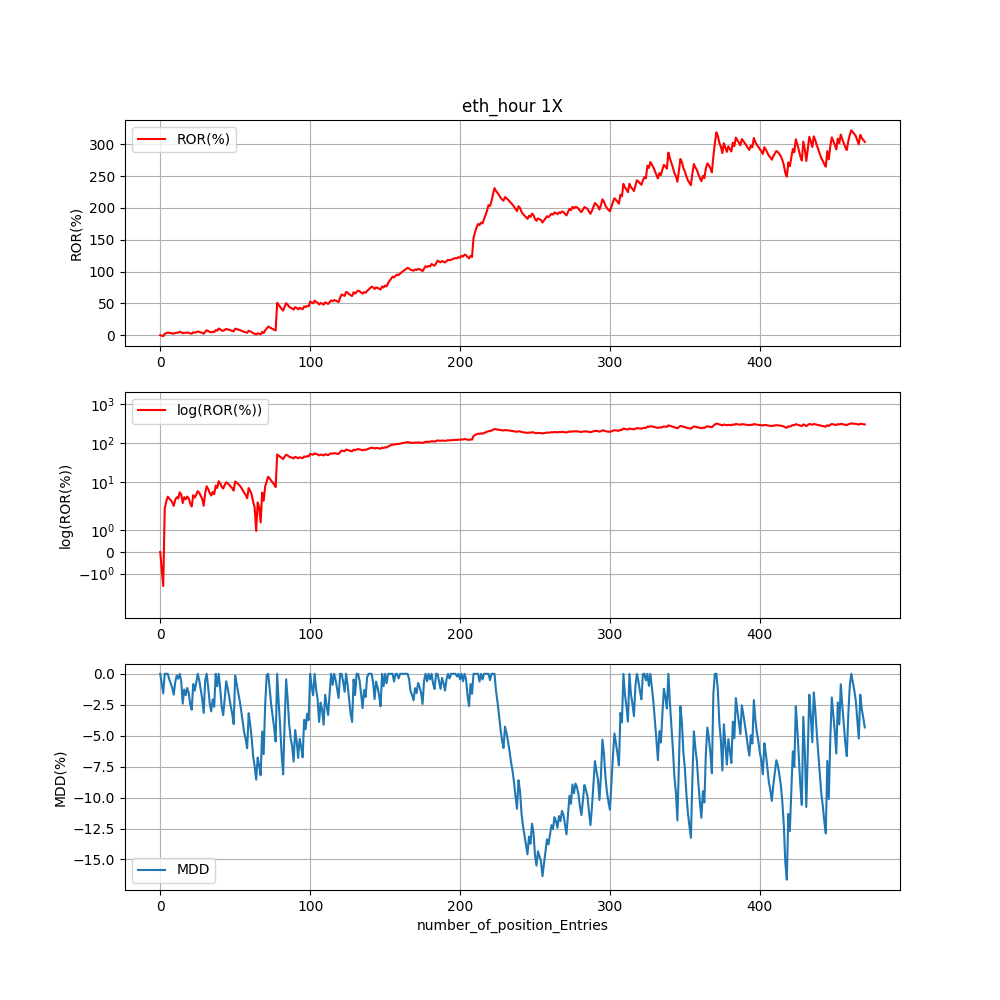 eth_hour 1X
ROR(%)
ROR(%)
300
250
200
150
100
50
0
0 100 200 300 400
log(ROR(%))
log(ROR(%))
10³
10²
10¹
10⁰
0
−10⁰
0 100 200 300 400
MDD(%)
0.0
−2.5
−5.0
−7.5
−10.0
−12.5
−15.0
MDD
0 100 200 300 400
number_of_position_Entries